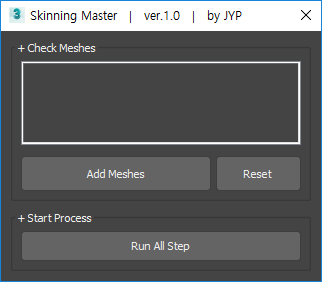 Skinning Master | ver.1.0 | by JYP
+ Check Meshes
Add Meshes
Reset
+ Start Process
Run All Step